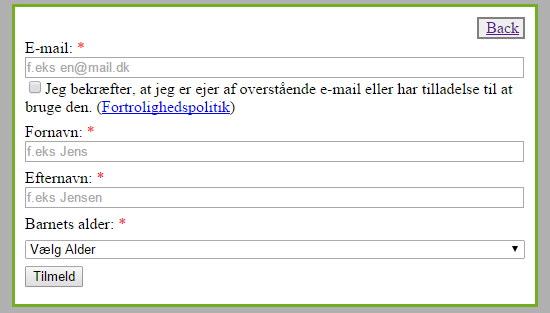 Back
E-mail: *
f.eks en@mail.dk
Jeg bekræfter, at jeg er ejer af overstående e-mail eller har tilladelse til at
bruge den. (Fortrolighedspolitik)
Fornavn: *
f.eks Jens
Efternavn: *
f.eks Jensen
Barnets alder: *
Vælg Alder
Tilmeld